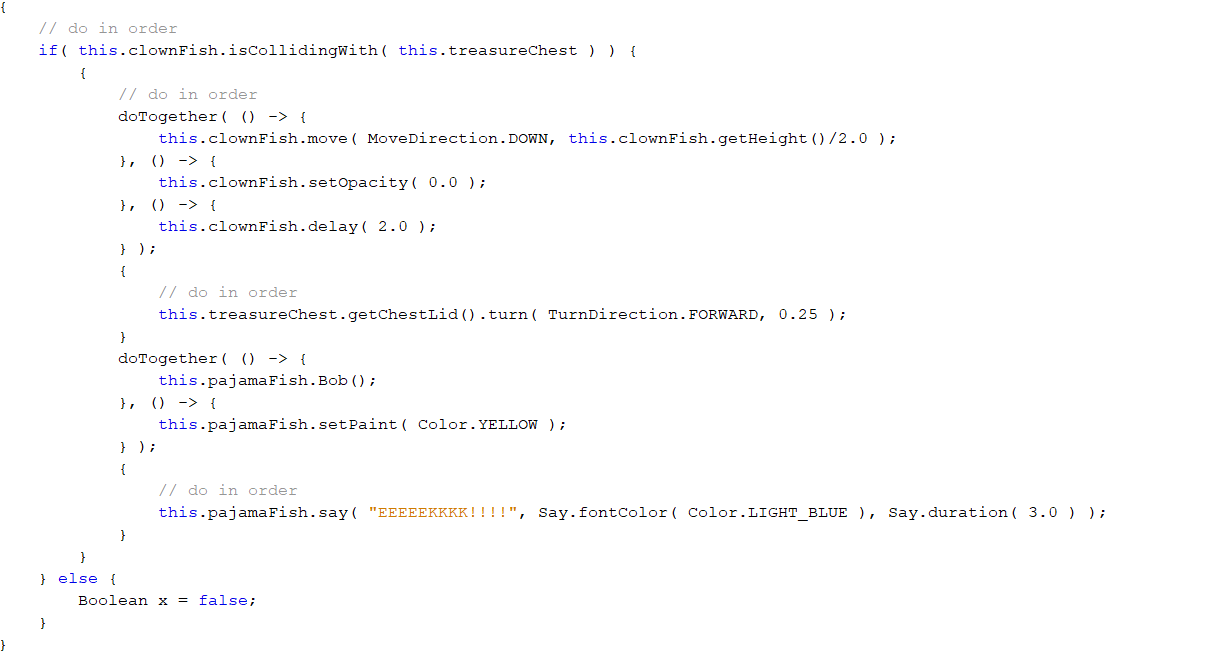 {
    // do in order
    if( this.clownFish.isCollidingWith( this.treasureChest ) ) {
        {
            // do in order
            doTogether( () -> {
                this.clownFish.move( MoveDirection.DOWN, this.clownFish.getHeight()/2.0 );
            }, () -> {
                this.clownFish.setOpacity( 0.0 );
            }, () -> {
                this.clownFish.delay( 2.0 );
            } );
            {
                // do in order
                this.treasureChest.getChestLid().turn( TurnDirection.FORWARD, 0.25 );
            }
            doTogether( () -> {
                this.pajamaFish.Bob();
            }, () -> {
                this.pajamaFish.setPaint( Color.YELLOW );
            } );
            {
                // do in order
                this.pajamaFish.say( "EEEEEKKKK!!!!", Say.fontColor( Color.LIGHT_BLUE ), Say.duration( 3.0 ) );
            }
        }
    } else {
        Boolean x = false;
    }
}